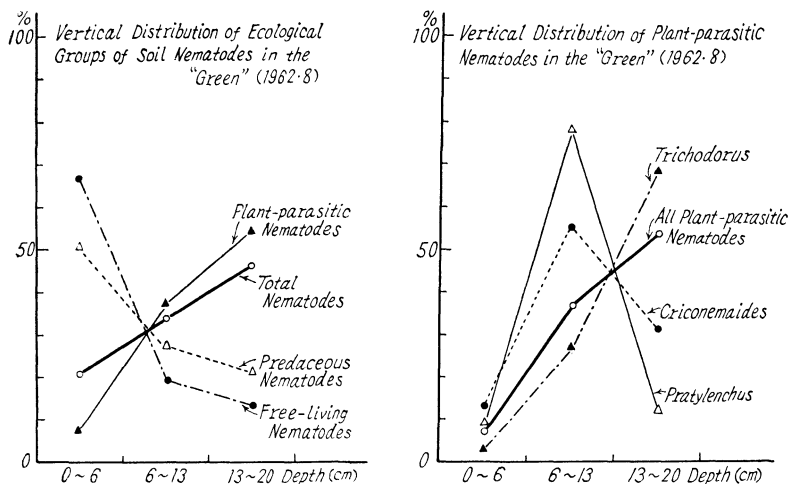 %
100
Vertical Distribution of Ecological
Groups of Soil Nematodes in the
"Green" (1962·8)
Plant-parasitic
Nematodes
50
Total
Nematodes
Predaceous
Nematodes
Free-living
Nematodes
0
0~6 6~13 13~20 Depth (cm)
%
100
Vertical Distribution of Plant-parasitic
Nematodes in the "Green" (1962·8)
Trichodorus
All Plant-parasitic
Nematodes
50
Criconemaides
Pratylenchus
0
0~6 6~13 13~20 Depth (cm)